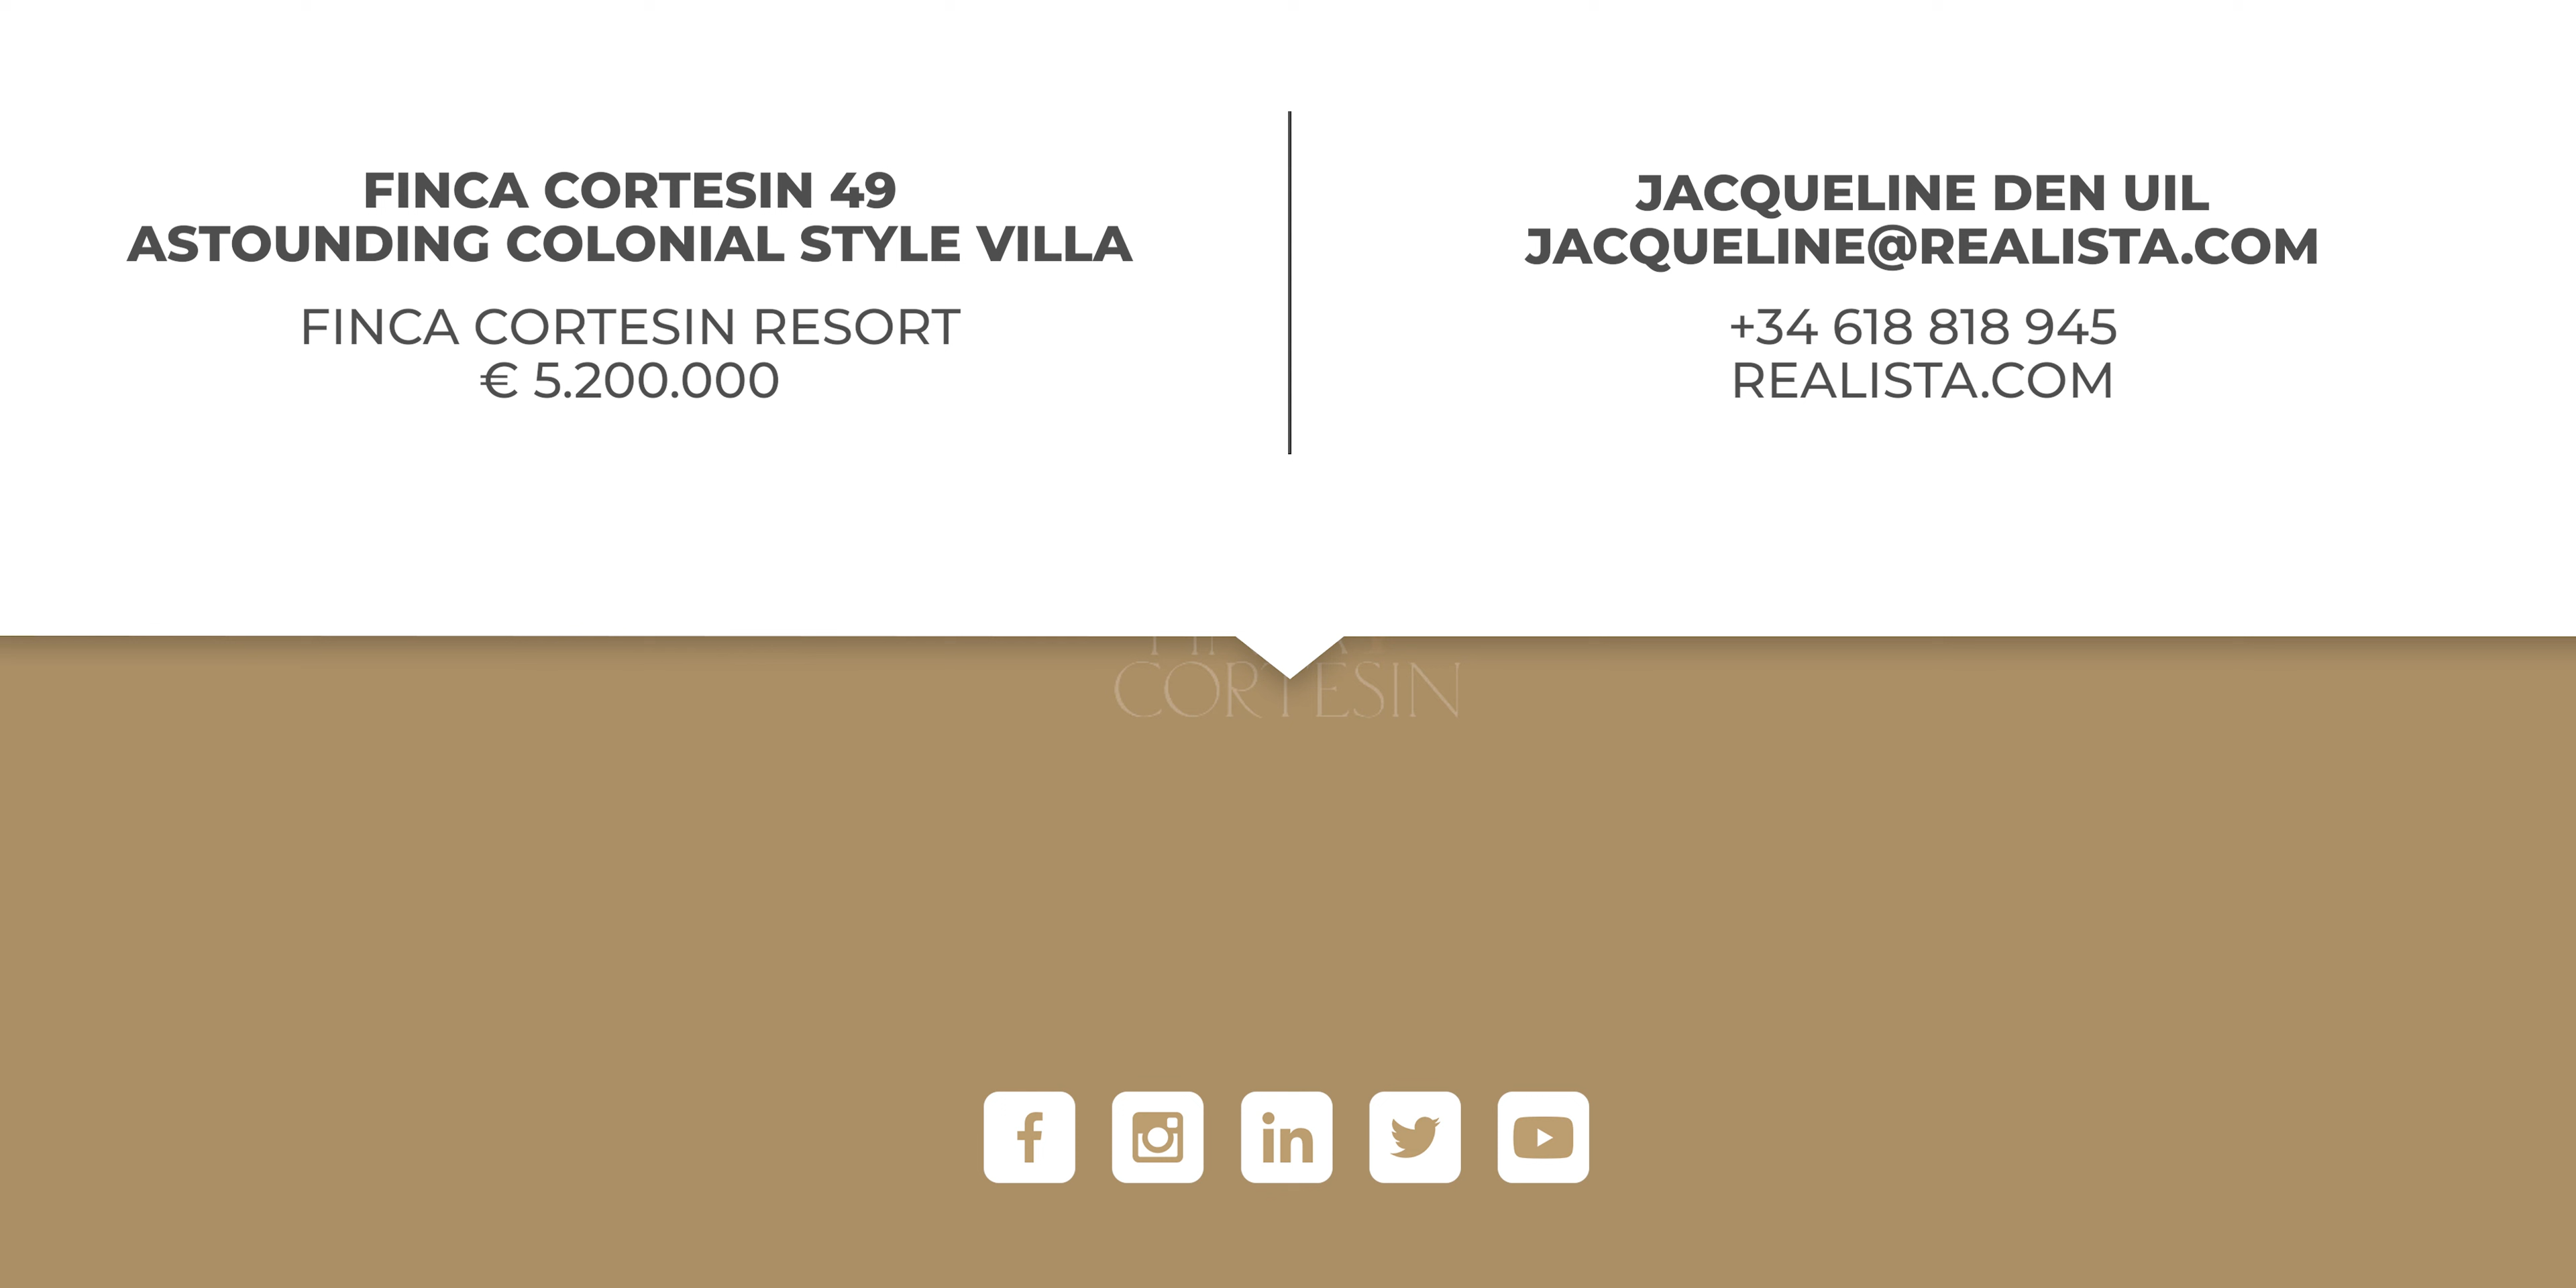 FINCA CORTESIN 49
ASTOUNDING COLONIAL STYLE VILLA
FINCA CORTESIN RESORT
€ 5.200.000
JACQUELINE DEN UIL
JACQUELINE@REALISTA.COM
+34 618 818 945
REALISTA.COM
CORTESIN